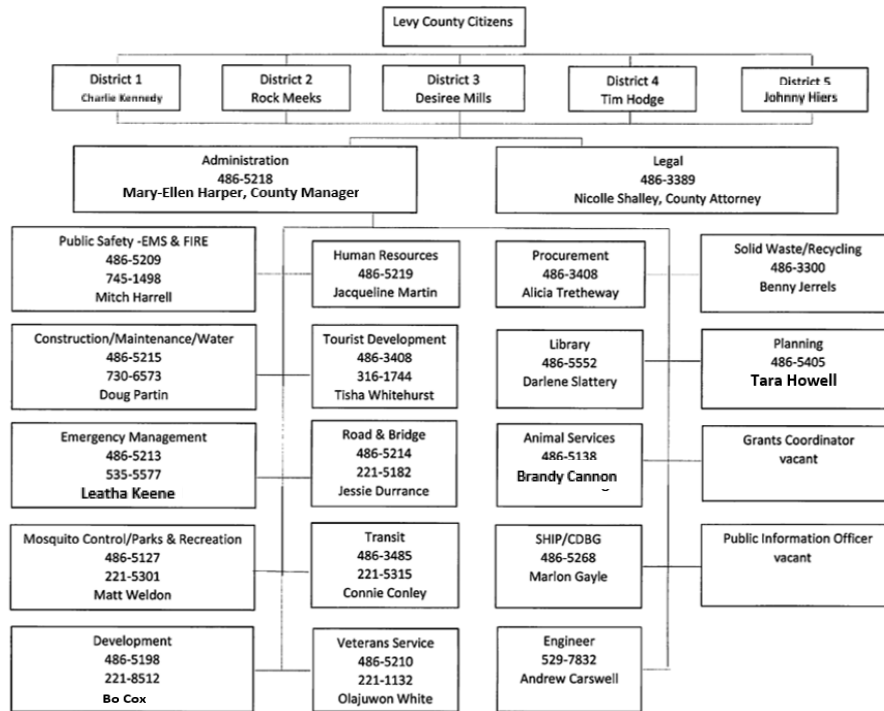 Levy County Citizens
District 1
Charlie Kennedy
District 2
Rock Meeks
District 3
Desiree Mills
District 4
Tim Hodge
District 5
Johnny Hiers
Administration
486-5218
Mary-Ellen Harper, County Manager
Legal
486-3389
Nicolle Shalley, County Attorney
Public Safety -EMS & FIRE
486-5209
745-1498
Mitch Harrell
Human Resources
486-5219
Jacqueline Martin
Procurement
486-3408
Alicia Tretheway
Solid Waste/Recycling
486-3300
Benny Jerrels
Construction/Maintenance/Water
486-5215
730-6573
Doug Partin
Tourist Development
486-3408
316-1744
Tisha Whitehurst
Library
486-5552
Darlene Slattery
Planning
486-5405
Tara Howell
Emergency Management
486-5213
535-5577
Leatha Keene
Road & Bridge
486-5214
221-5182
Jessie Durrance
Animal Services
486-5138
Brandy Cannon
Grants Coordinator
vacant
Mosquito Control/Parks & Recreation
486-5127
221-5301
Matt Weldon
Transit
486-3485
221-5315
Connie Conley
SHIP/CDBG
486-5268
Marlon Gayle
Public Information Officer
vacant
Development
486-5198
221-8512
Bo Cox
Veterans Service
486-5210
221-1132
Olajuwon White
Engineer
529-7832
Andrew Carswell